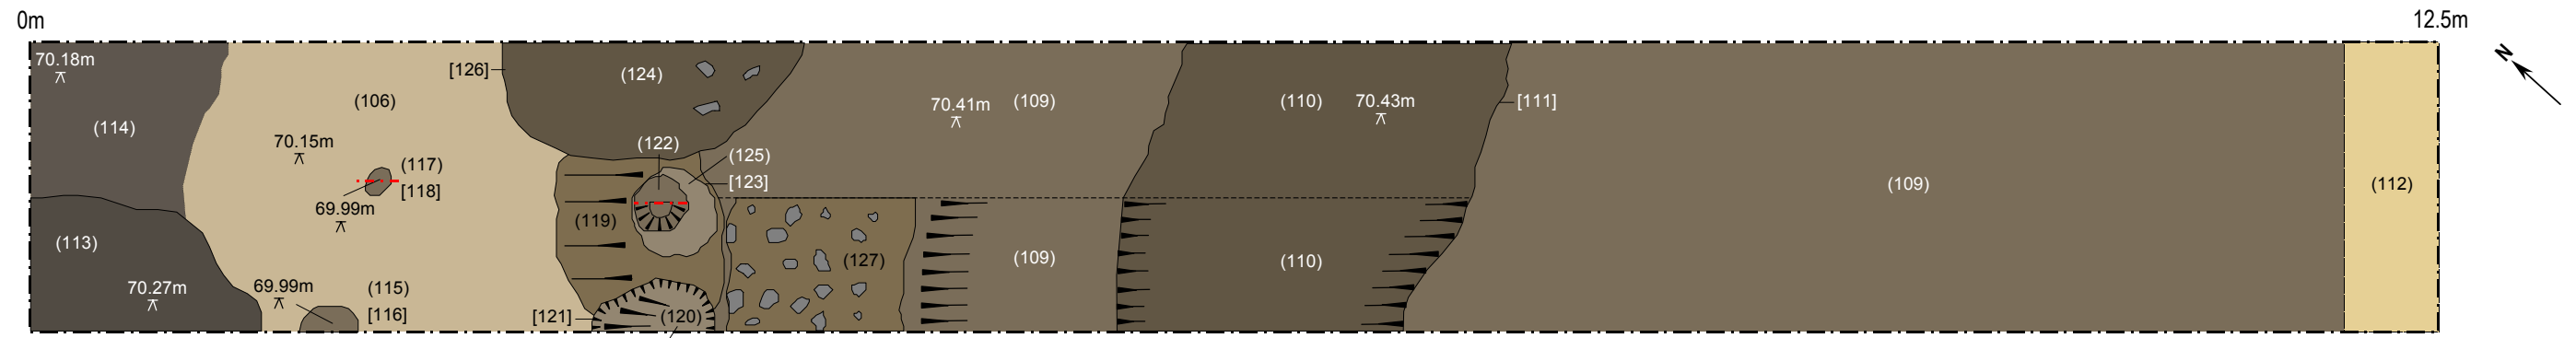 0m
12.5m
N
70.18m
[126]
(124)
(106)
70.41m
(109)
(110)
70.43m
[111]
(114)
70.15m
(122)
(125)
(117)
[118]
[123]
(109)
(112)
69.99m
(119)
(113)
(127)
(109)
(110)
70.27m
69.99m
(115)
[116]
[121]
(120)